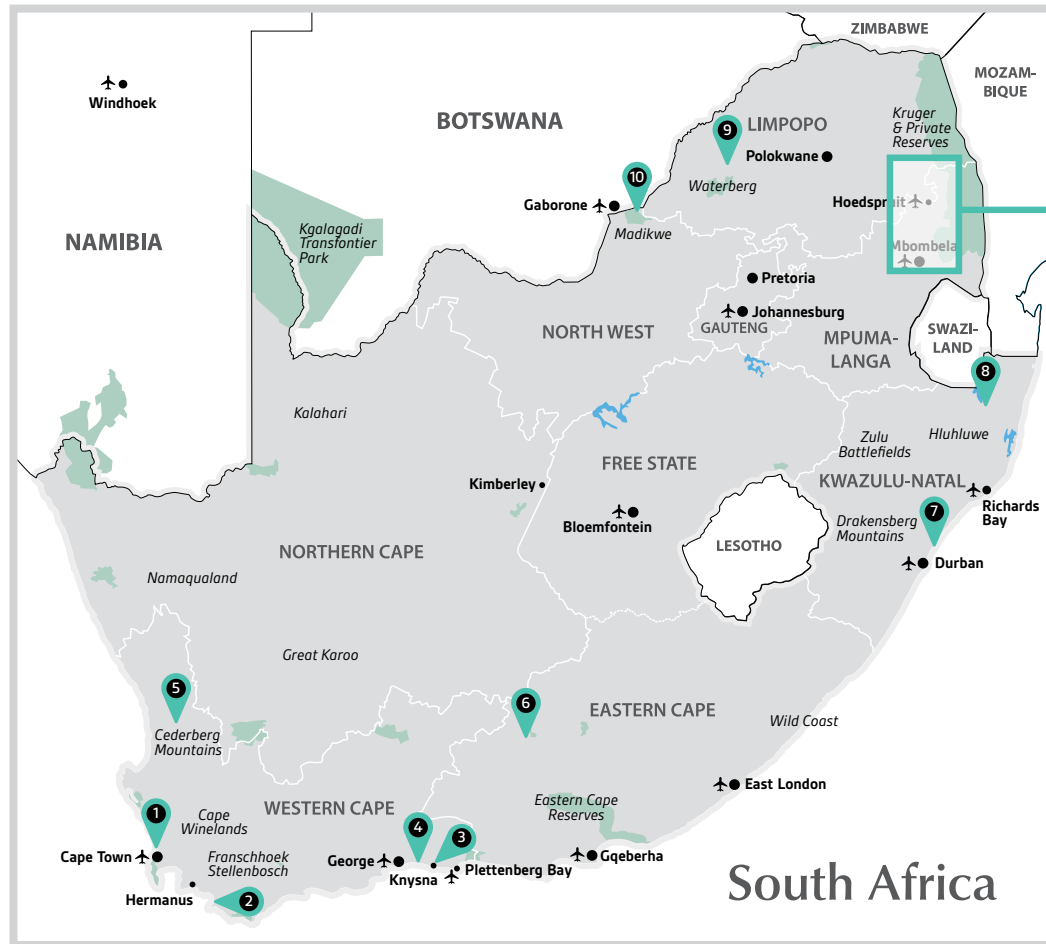 ZIMBABWE
MOZAM-
BIQUE
Windhoek
BOTSWANA
Kruger
& Private
Reserves
9
LIMPOPO
Polokwane
10
Waterberg
Gaborone
Hoedspruit
Madikwe
NAMIBIA
Kgalagadi
Transfontier
Park
Mbombela
Pretoria
Johannesburg
GAUTENG
NORTH WEST
MPUMA-
LANGA
SWAZI-
LAND
8
Kalahari
Hluhluwe
Zulu
Battlefields
FREE STATE
KWAZULU-NATAL
Kimberley
Richards
Bay
Bloemfontein
7
Drakensberg
Mountains
LESOTHO
Durban
NORTHERN CAPE
Namaqualand
Great Karoo
5
6
EASTERN CAPE
Wild Coast
Cederberg
Mountains
East London
WESTERN CAPE
Eastern Cape
Reserves
1
Cape
Winelands
4
3
Cape Town
Franschhoek
Stellenbosch
George
Gqeberha
Knysna
Plettenberg Bay
Hermanus
2
South Africa